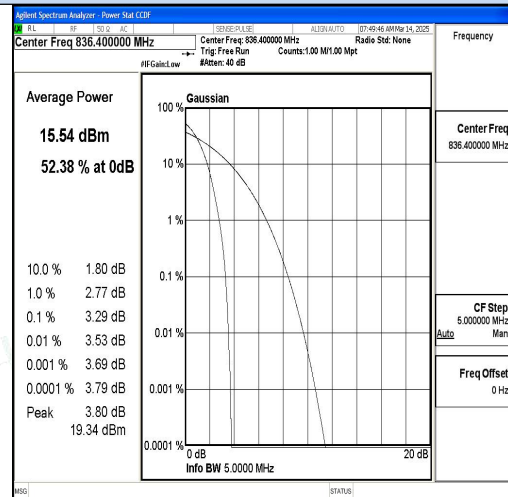 Agilent Spectrum Analyzer - Power Stat CCDF
RL RF 50 Ω AC SENSE:PULSE ALIGN AUTO 07:49:46 AM Mar 14, 2025
Center Freq 836.400000 MHz
Center Freq: 836.400000 MHz Radio Std: None
Trig: Free Run Counts:1.00 M/1.00 Mpt
#IFGain:Low #Atten: 40 dB
Frequency
Average Power
15.54 dBm
52.38 % at 0dB
10.0 % 1.80 dB
1.0 % 2.77 dB
0.1 % 3.29 dB
0.01 % 3.53 dB
0.001 % 3.69 dB
0.0001 % 3.79 dB
Peak 3.80 dB
19.34 dBm
Gaussian
100 %
10 %
1 %
0.1 %
0.01 %
0.001 %
0.0001 %
0 dB 20 dB
Info BW 5.0000 MHz
Center Freq
836.400000 MHz
CF Step
5.000000 MHz
Auto Man
Freq Offset
0 Hz
MSG STATUS